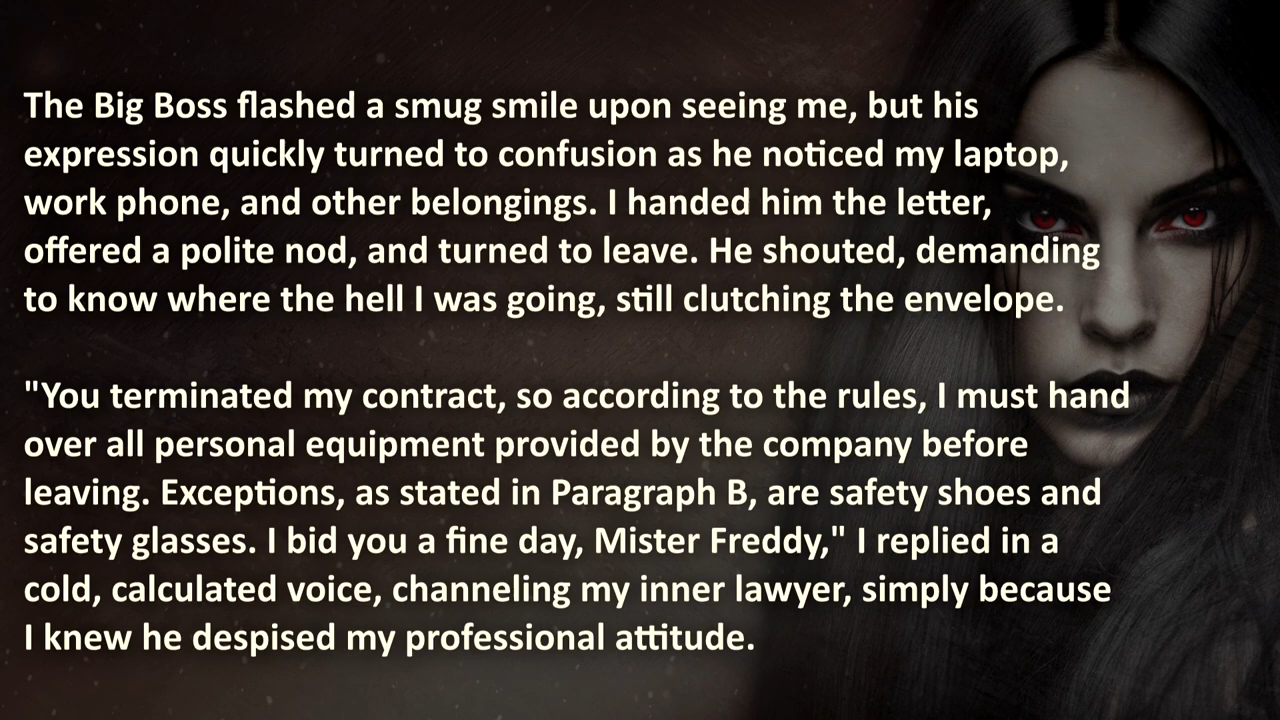 The Big Boss flashed a smug smile upon seeing me, but his
expression quickly turned to confusion as he noticed my laptop,
work phone, and other belongings. I handed him the letter,
offered a polite nod, and turned to leave. He shouted, demanding
to know where the hell I was going, still clutching the envelope.
"You terminated my contract, so according to the rules, I must hand
over all personal equipment provided by the company before
leaving. Exceptions, as stated in Paragraph B, are safety shoes and
safety glasses. I bid you a fine day, Mister Freddy," I replied in a
cold, calculated voice, channeling my inner lawyer, simply because
I knew he despised my professional attitude.